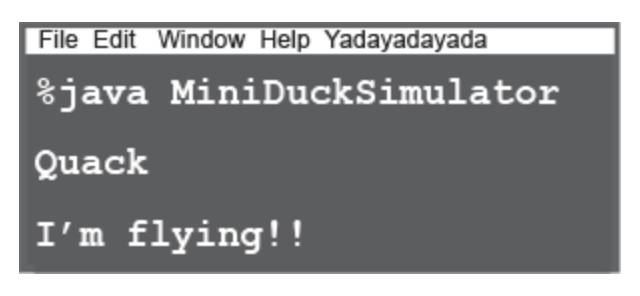 File Edit Window Help Yadayadayada
%java MiniDuckSimulator
Quack
I’m flying!!